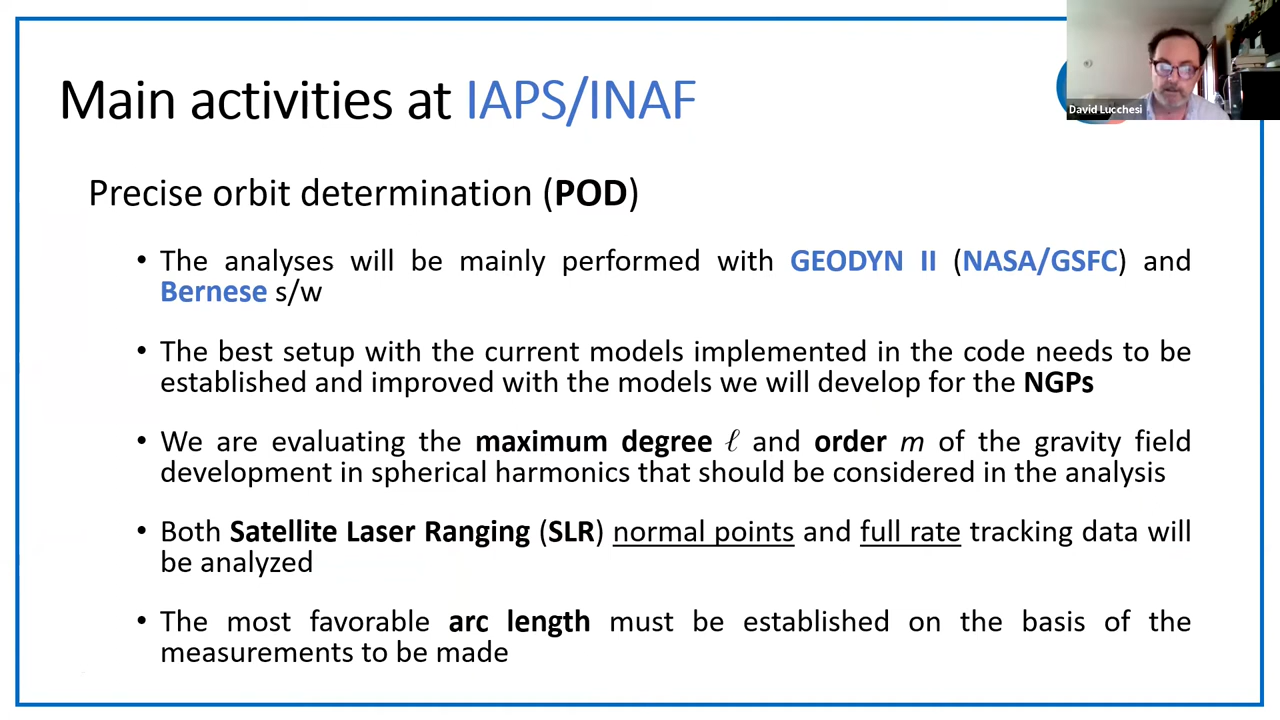 Main activities at IAPS/INAF
David Lucchesi
Precise orbit determination (POD)
• The analyses will be mainly performed with GEODYN II (NASA/GSFC) and
Bernese s/w
• The best setup with the current models implemented in the code needs to be
established and improved with the models we will develop for the NGPs
• We are evaluating the maximum degree ℓ and order m of the gravity field
development in spherical harmonics that should be considered in the analysis
• Both Satellite Laser Ranging (SLR) normal points and full rate tracking data will
be analyzed
• The most favorable arc length must be established on the basis of the
measurements to be made